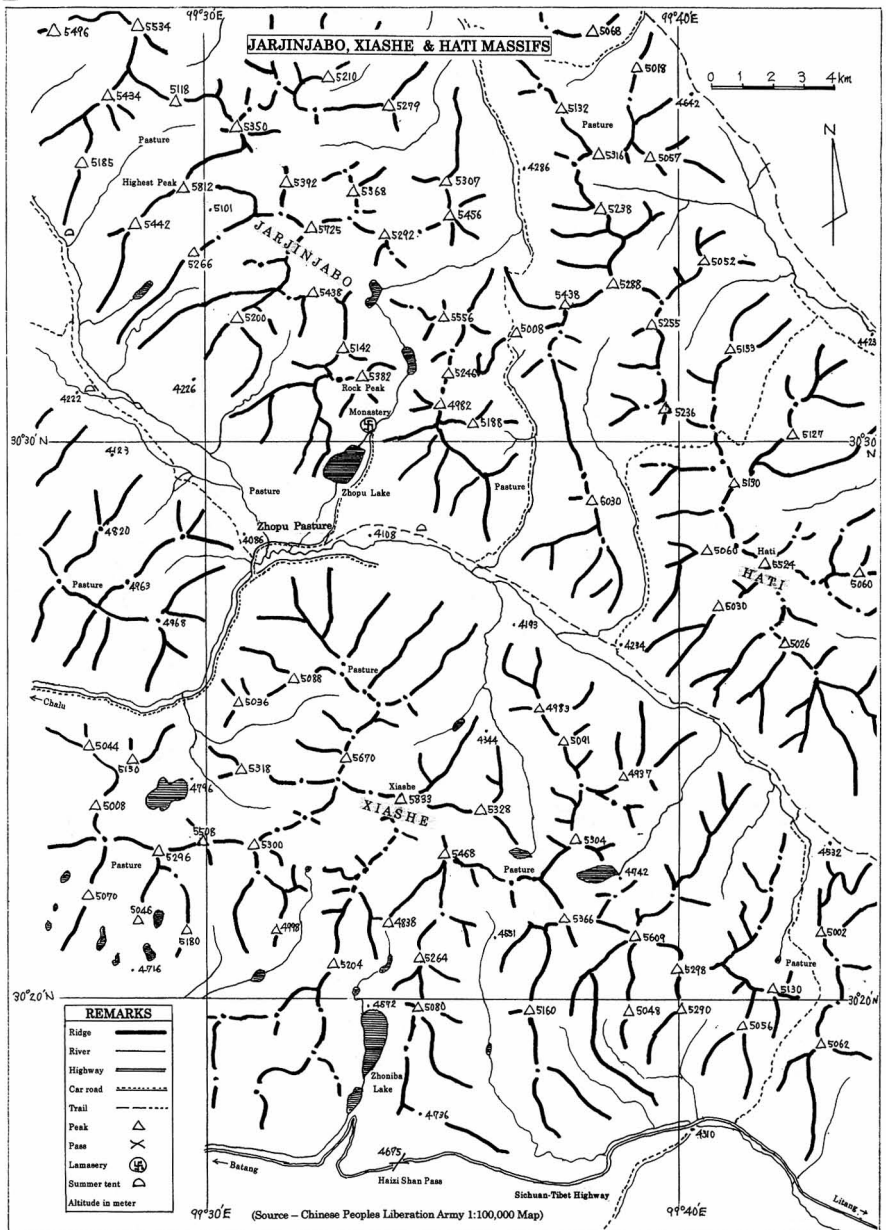 99°30'E
99°40'E
5496
5534
JARJINJABO, XIASHE & HATI MASSIFS
5068
5210
5018
0 1 2 3 4 km
5434
5118
5279
5132
4642
5350
Pasture
Pasture
N
5185
5316
5057
4286
Highest Peak
5812
5392
5368
5307
5101
5238
5442
5725
5456
5292
JARJINJABO
5266
5052
5288
5438
5438
5200
5556
5008
5255
5142
5133
4423
5382
5246
4226
Rock Peak
4222
4982
Monastery
5236
5188
5127
30°30'N
30°30'N
4123
Pasture
Zhopu Lake
Pasture
5130
6030
4820
Zhopu Pasture
4086
4108
5060
Hati
5524
HATI
5060
Pasture
4963
4968
5030
4193
4234
5026
Pasture
5088
←Chalu
5036
4983
5044
5130
4344
5091
5670
5318
4937
4796
Xiashe
5833
5008
XIASHE
5328
5508
5304
4532
5296
5300
5468
Pasture
Pasture
4742
5070
5046
5366
4998
4838
5002
5180
4831
5609
4716
5204
5264
5298
Pasture
30°20'N
30°20'N
5130
4592
5080
5160
5048
5290
5056
5062
REMARKS
Ridge
River
Highway
Car road
Trail
Peak
Pass
Lamasery
Summer tent
Altitude in meter
Zhoniba
Lake
4736
4310
4675
←Batang
Haizi Shan Pass
Sichuan-Tibet Highway
Litang→
99°30'E
(Source – Chinese Peoples Liberation Army 1:100,000 Map)
99°40'E